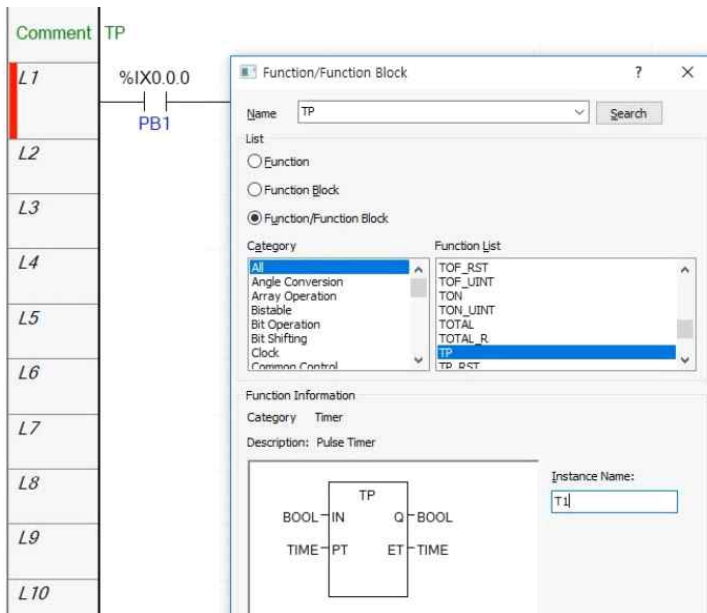 Comment TP
L1 %IX0.0.0
PB1
L2
L3
L4
L5
L6
L7
L8
L9
L10
Function/Function Block ? ×
Name TP Search
List
Function
Function Block
Function/Function Block
Category Function List
All
Angle Conversion
Array Operation
Bistable
Bit Operation
Bit Shifting
Clock
Common Control
TOF_RST
TOF_UINT
TON
TON_UINT
TOTAL
TOTAL_R
TP
TP_RST
Function Information
Category Timer
Description: Pulse Timer
TP
BOOL IN Q BOOL
TIME PT ET TIME
Instance Name:
T1